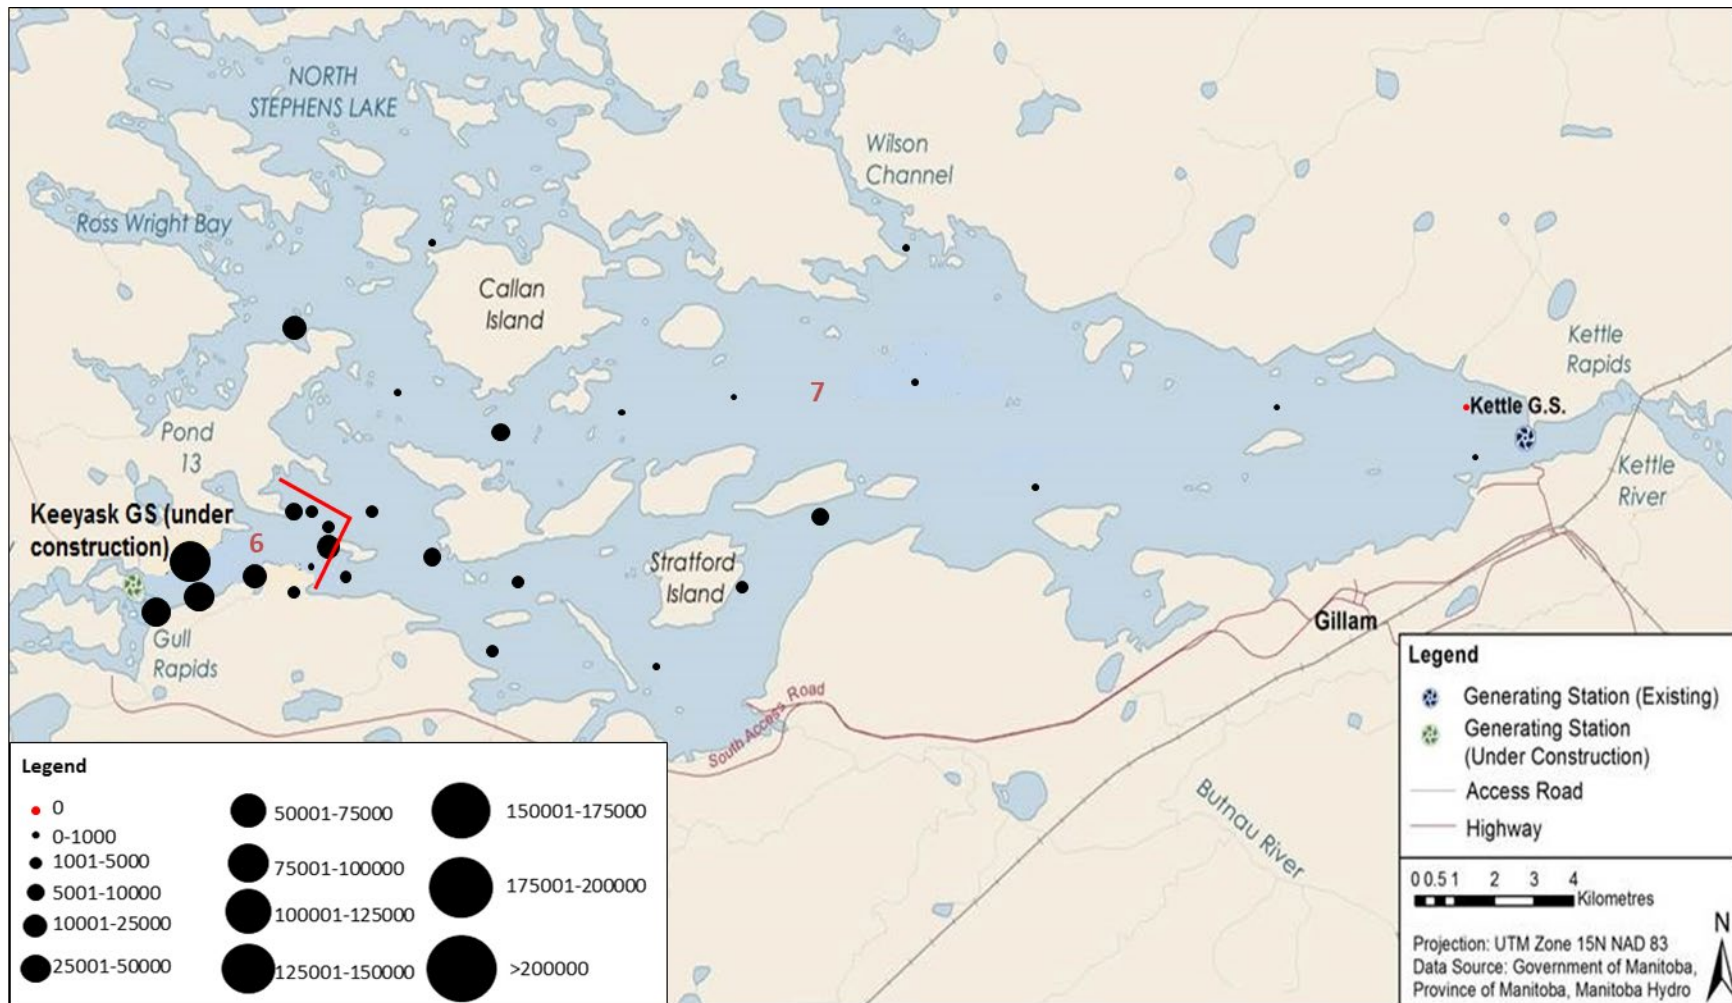 NORTH
STEPHENS LAKE
Wilson
Channel
Ross Wright Bay
Callan
Island
Kettle
Rapids
7
Kettle G.S.
Pond
13
Kettle
River
Keeyask GS (under
construction)
6
Stratford
Island
Gull
Rapids
Gillam
South Access Road
Butnau River
Legend
0
0-1000
1001-5000
5001-10000
10001-25000
25001-50000
50001-75000
75001-100000
100001-125000
125001-150000
150001-175000
175001-200000
>200000
Legend
Generating Station (Existing)
Generating Station
(Under Construction)
Access Road
Highway
0 0.5 1 2 3 4
Kilometres
N
Projection: UTM Zone 15N NAD 83
Data Source: Government of Manitoba,
Province of Manitoba, Manitoba Hydro